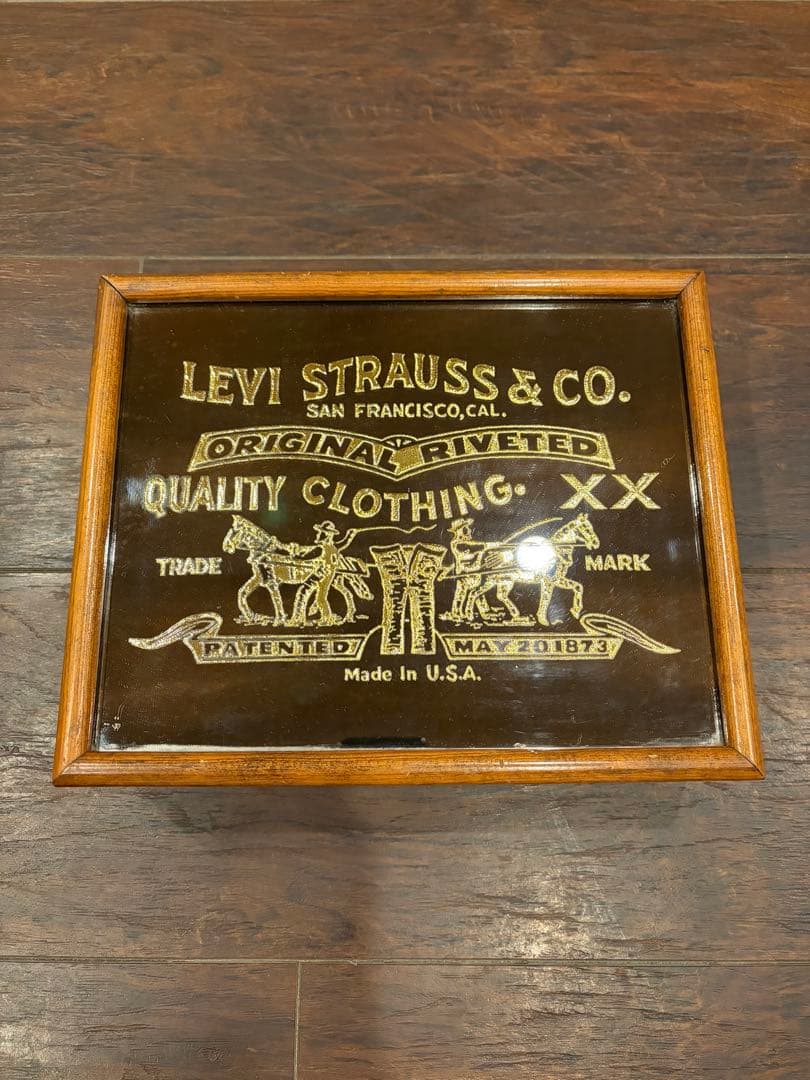 LEVI STRAUSS & CO.
SAN FRANCISCO, CAL.
ORIGINAL RIVETED
QUALITY CLOTHING. XX
TRADE MARK
PATENTED MAY 20 1873
Made In U.S.A.